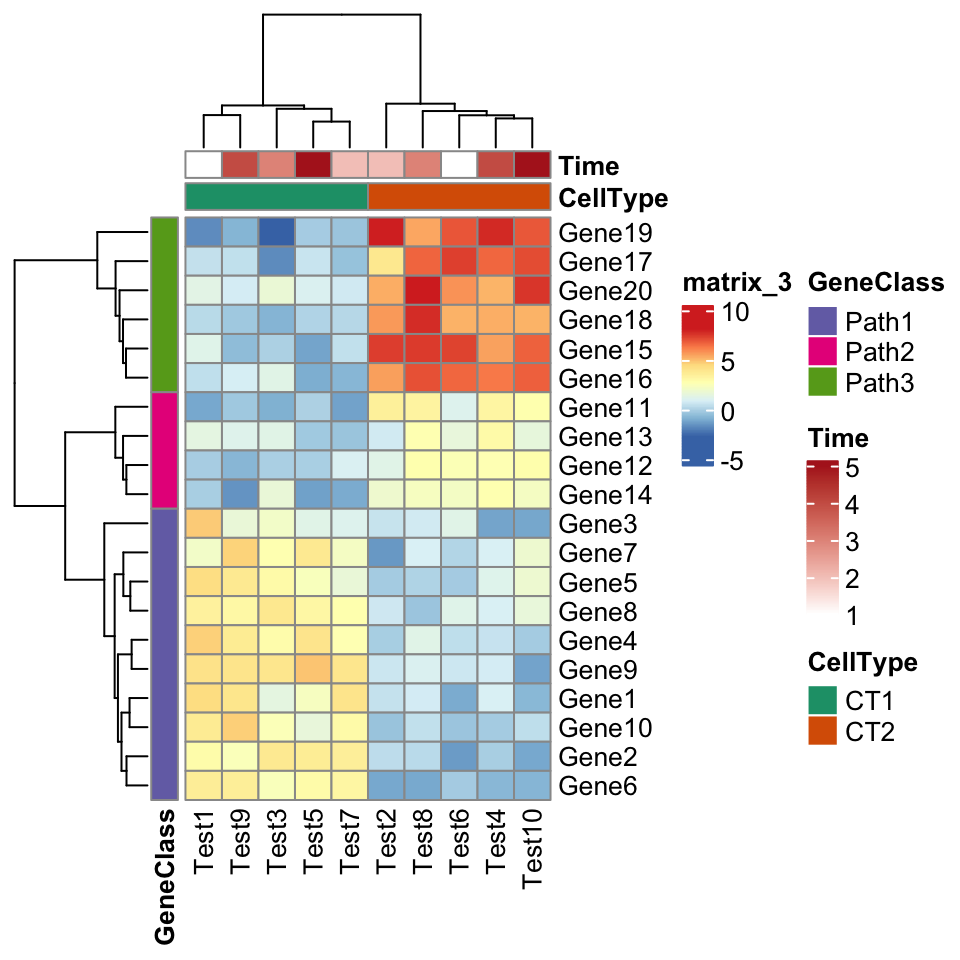 Time
CellType
Gene19
Gene17
Gene20
Gene18
Gene15
Gene16
Gene11
Gene13
Gene12
Gene14
Gene3
Gene7
Gene5
Gene8
Gene4
Gene9
Gene1
Gene10
Gene2
Gene6
GeneClass
Test1
Test9
Test3
Test5
Test7
Test2
Test8
Test6
Test4
Test10
matrix_3
10
5
0
-5
GeneClass
Path1
Path2
Path3
Time
5
4
3
2
1
CellType
CT1
CT2